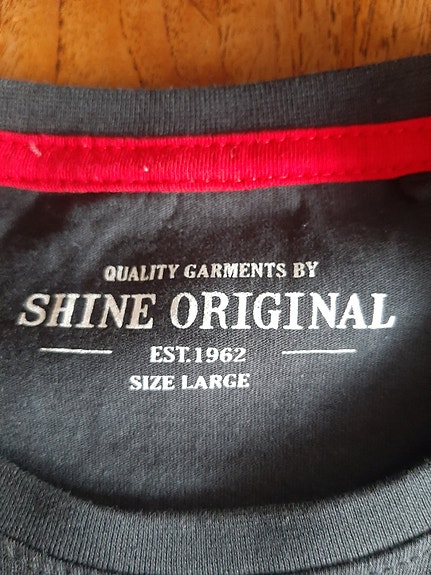 QUALITY GARMENTS BY
SHINE ORIGINAL
EST.1962
SIZE LARGE